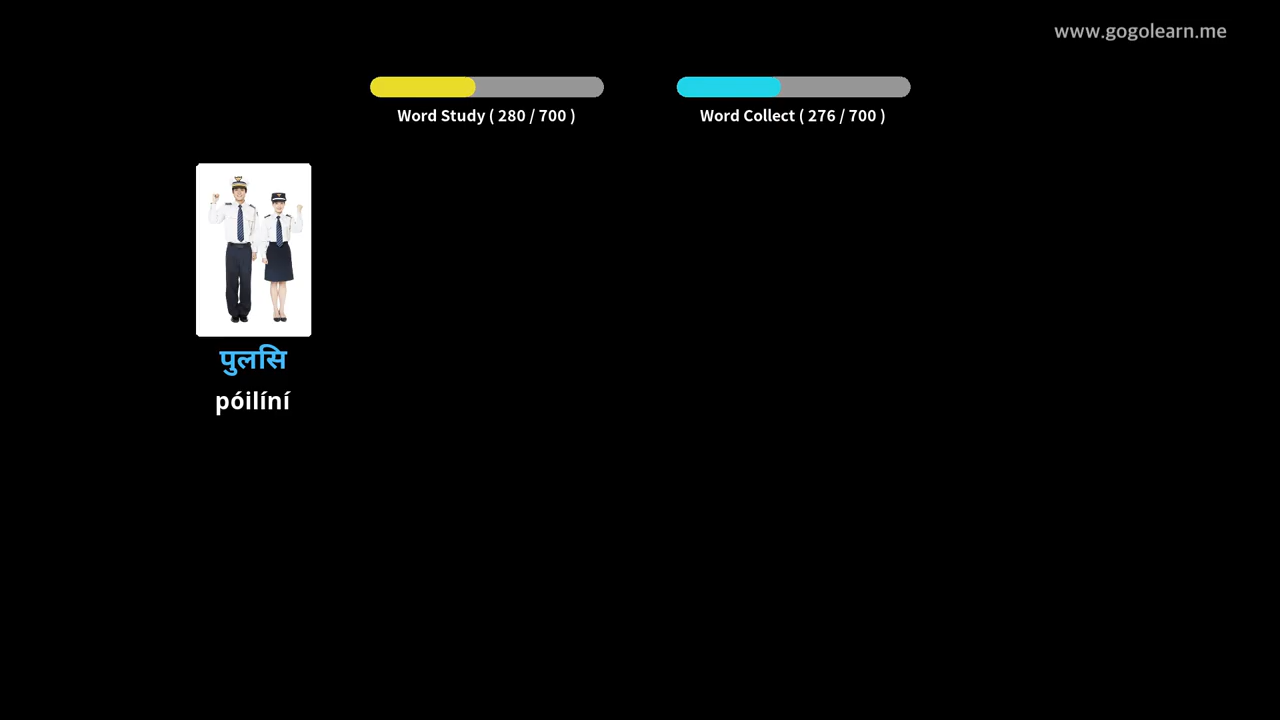 www.gogolearn.me
Word Study ( 280 / 700 )
Word Collect ( 276 / 700 )
पुलसि
póilíní